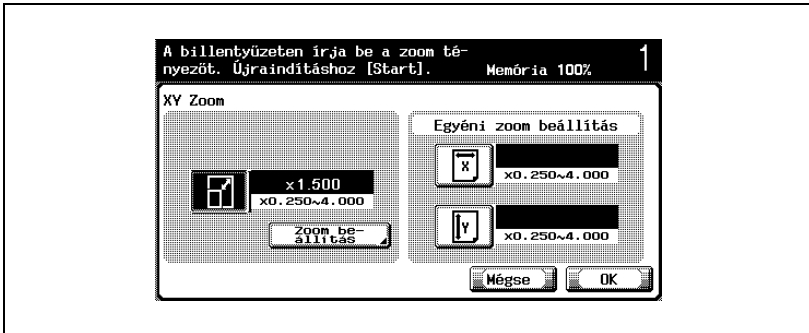 A billentyűzeten írja be a zoom té-
nyezőt. Újraindításhoz [Start].
Memória 100%
1
XY Zoom
x1.500
x0.250~4.000
Zoom be-
állítás
Egyéni zoom beállítás
X
x0.250~4.000
Y
x0.250~4.000
Mégse
OK